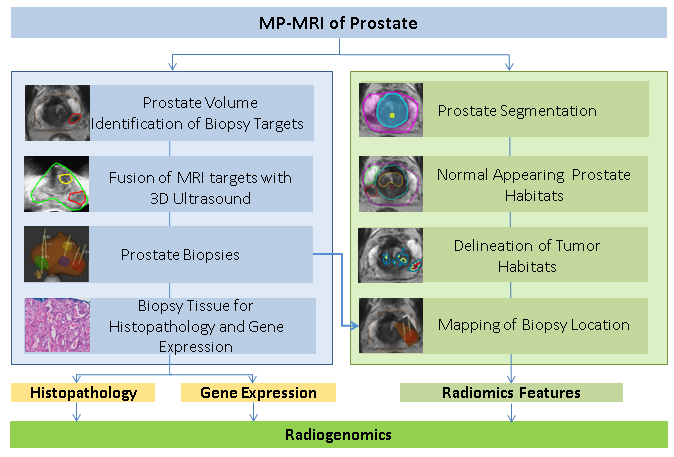 MP-MRI of Prostate
Prostate Volume
Identification of Biopsy Targets
Fusion of MRI targets with
3D Ultrasound
Prostate Biopsies
Biopsy Tissue for
Histopathology and Gene
Expression
Prostate Segmentation
Normal Appearing Prostate
Habitats
Delineation of Tumor
Habitats
Mapping of Biopsy Location
Histopathology
Gene Expression
Radiomics Features
Radiogenomics